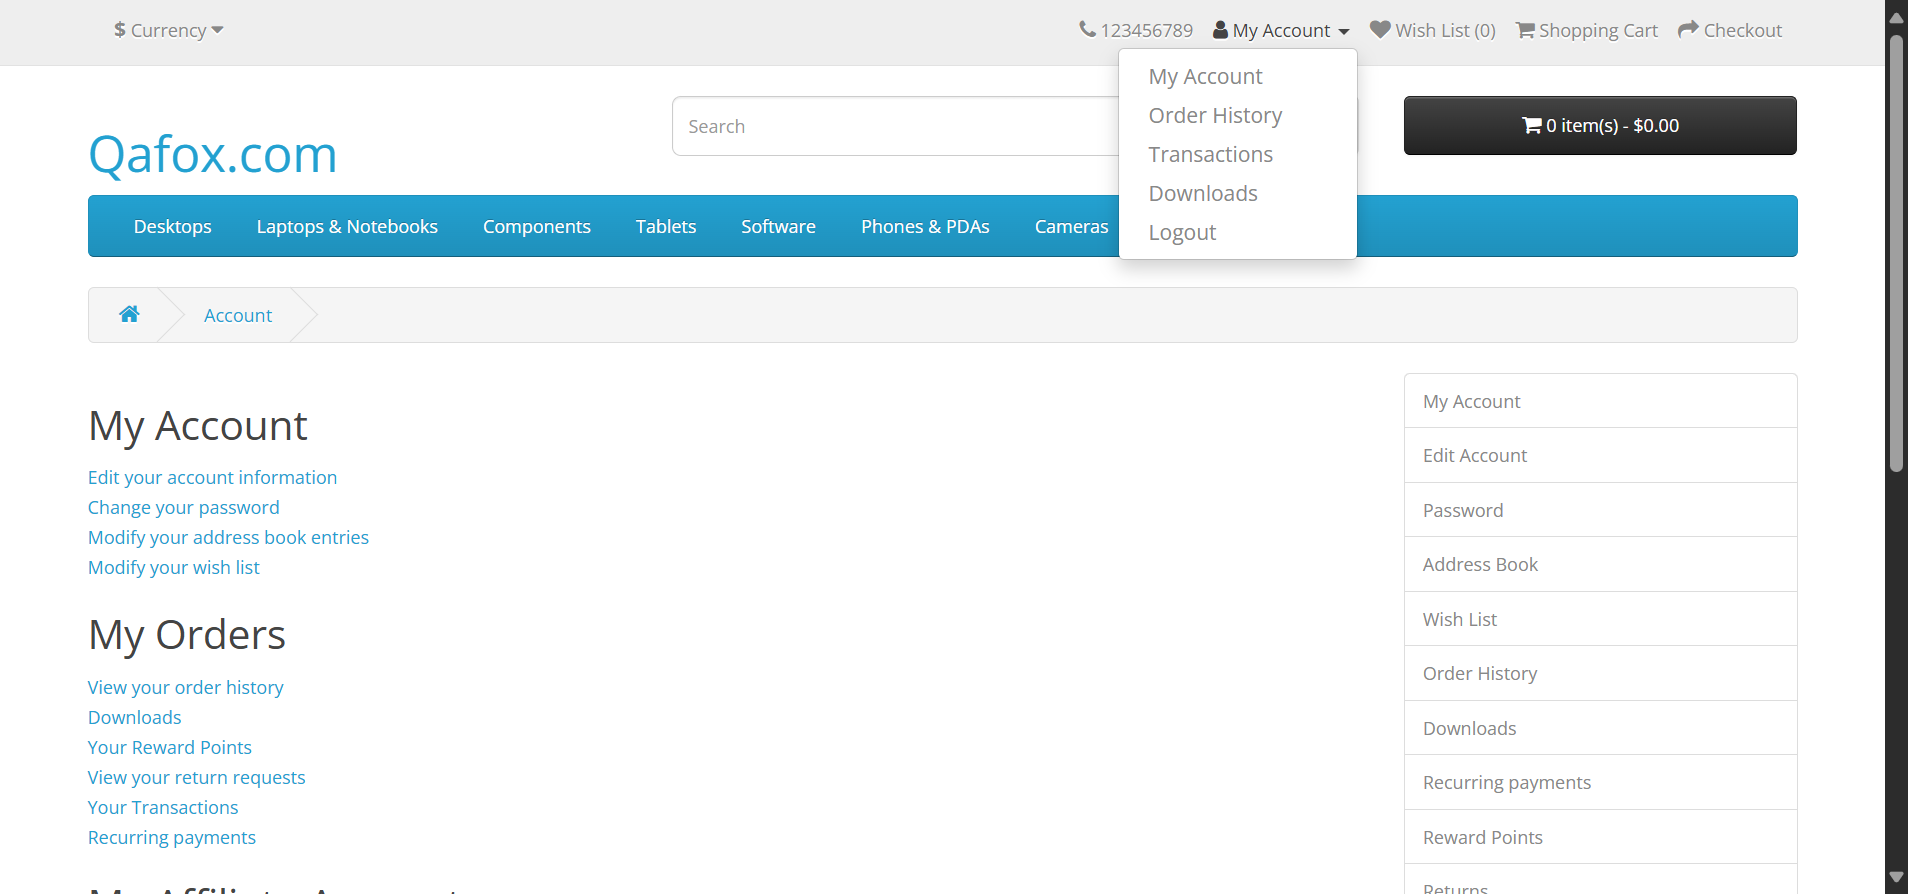 $ Currency
123456789 My Account Wish List (0) Shopping Cart Checkout
My Account
Order History
Transactions
Downloads
Logout
Qafox.com
Search
0 item(s) - $0.00
Desktops Laptops & Notebooks Components Tablets Software Phones & PDAs Cameras
Account
My Account
Edit your account information
Change your password
Modify your address book entries
Modify your wish list
My Orders
View your order history
Downloads
Your Reward Points
View your return requests
Your Transactions
Recurring payments
My Affiliate Account
My Account
Edit Account
Password
Address Book
Wish List
Order History
Downloads
Recurring payments
Reward Points
Returns